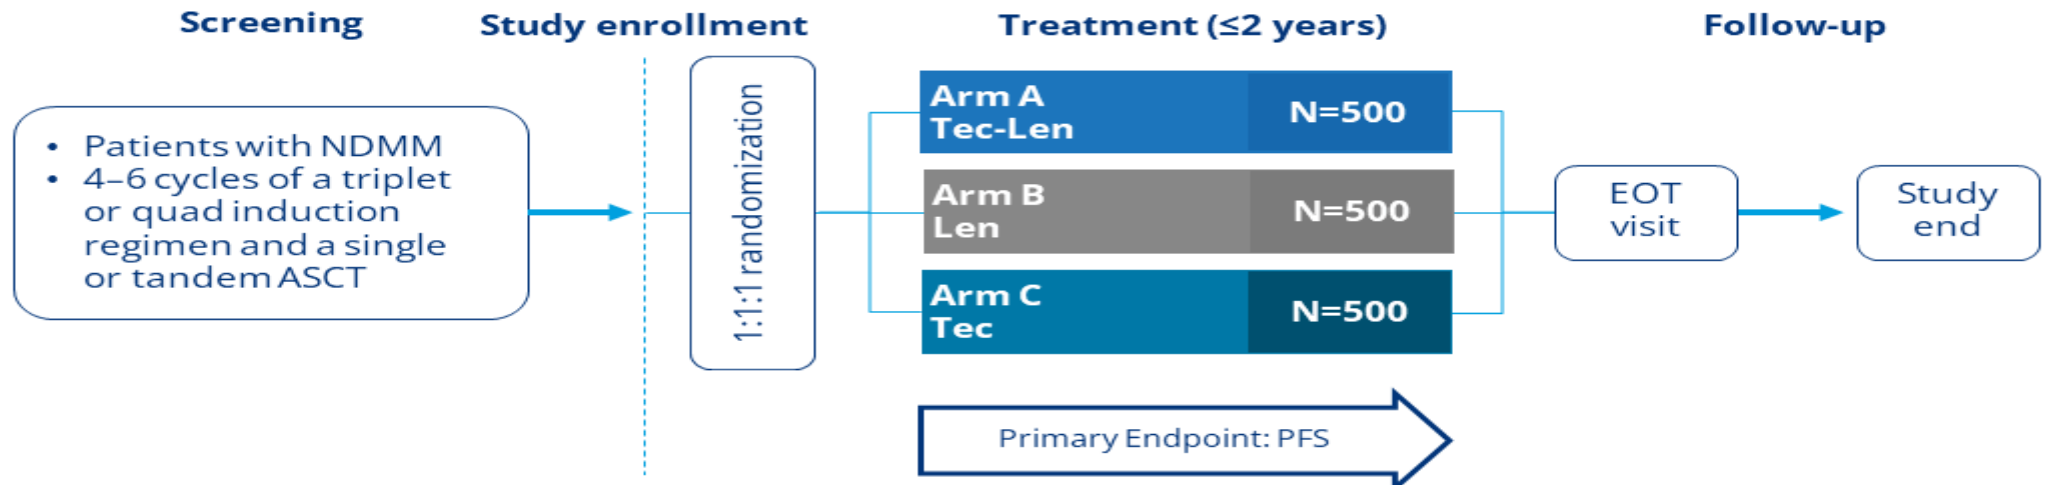 Screening
Study enrollment
Treatment (≤2 years)
Follow-up
• Patients with NDMM
• 4–6 cycles of a triplet
or quad induction
regimen and a single
or tandem ASCT
1:1:1 randomization
Arm A
Tec-Len
N=500
Arm B
Len
N=500
Arm C
Tec
N=500
EOT
visit
Study
end
Primary Endpoint: PFS